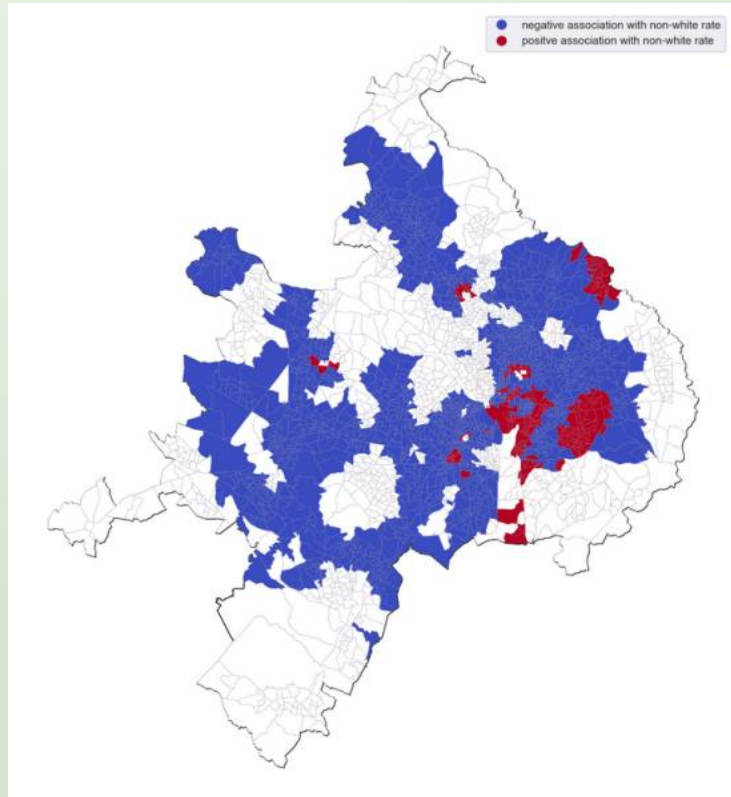 negative association with non-white rate
positve association with non-white rate